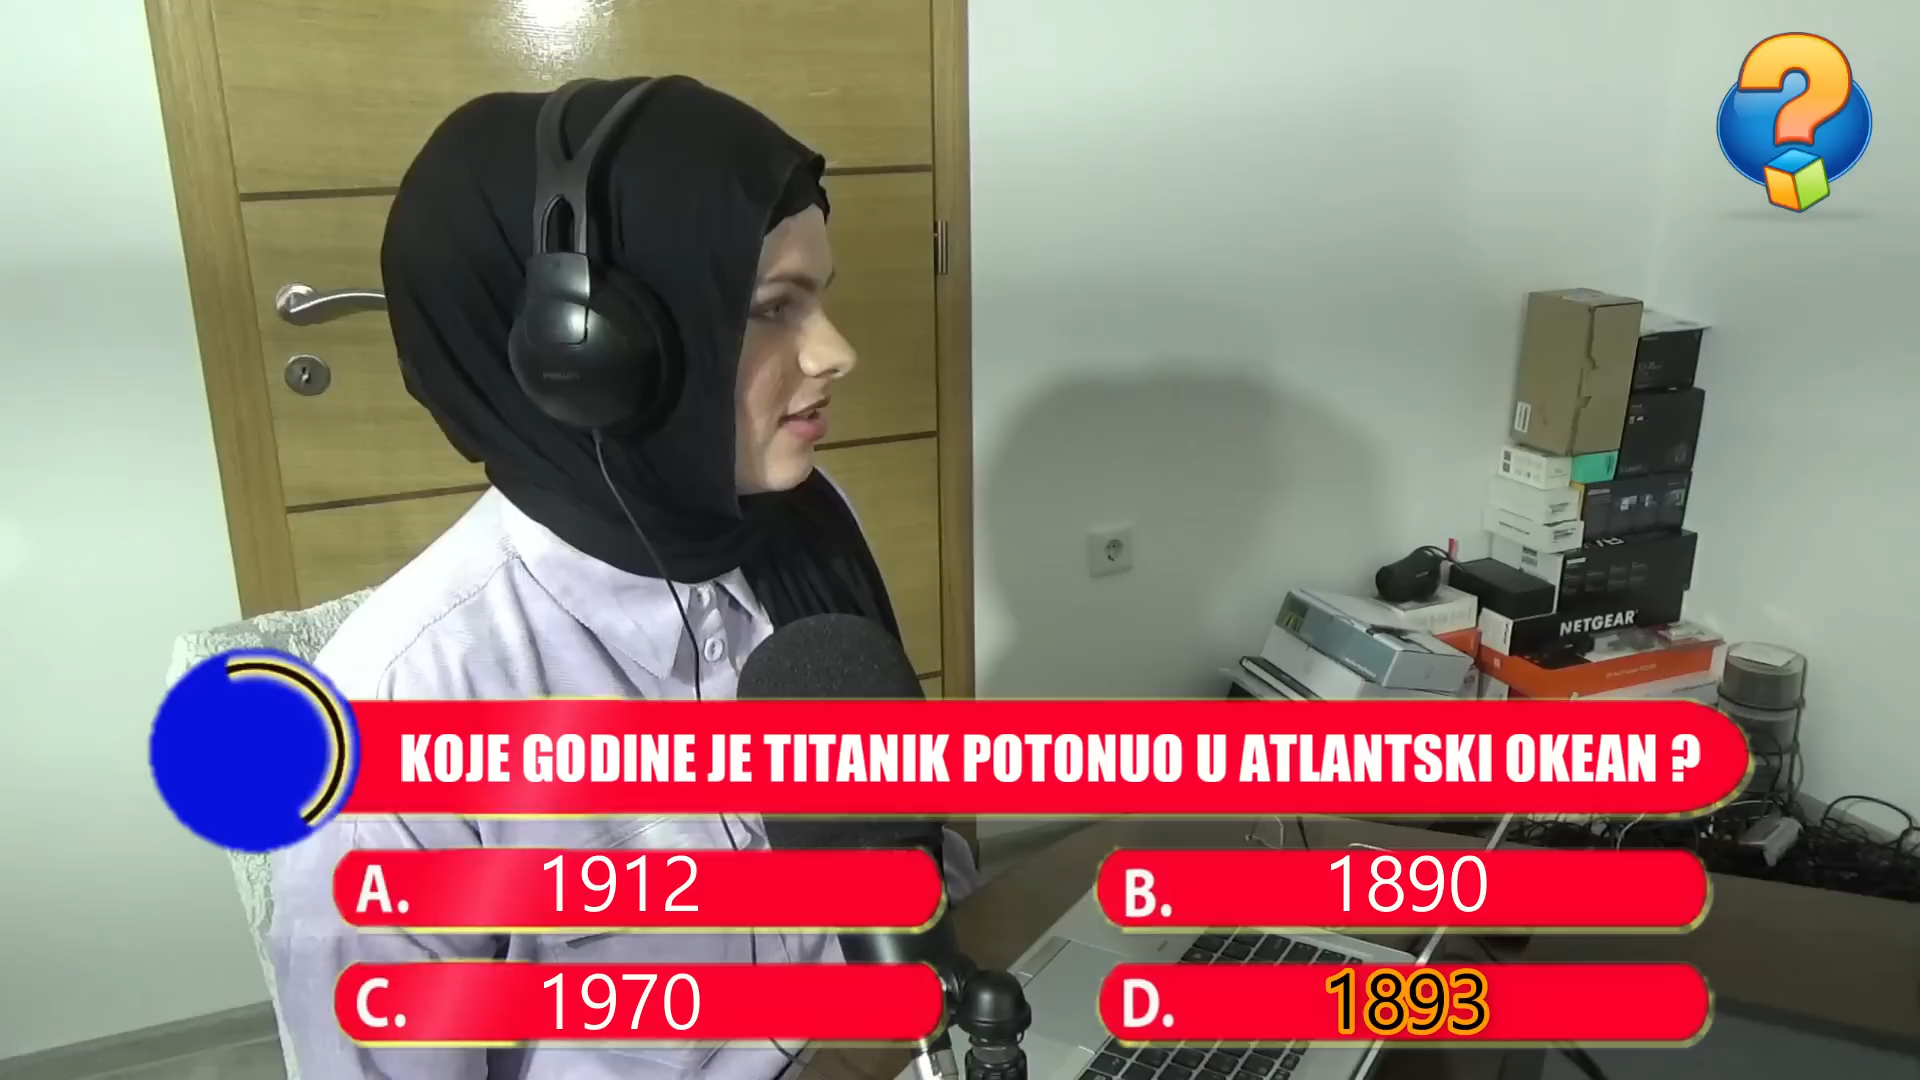 ?
NETGEAR
KOJE GODINE JE TITANIK POTONUO U ATLANTSKI OKEAN ?
A. 1912
B. 1890
C. 1970
D. 1893